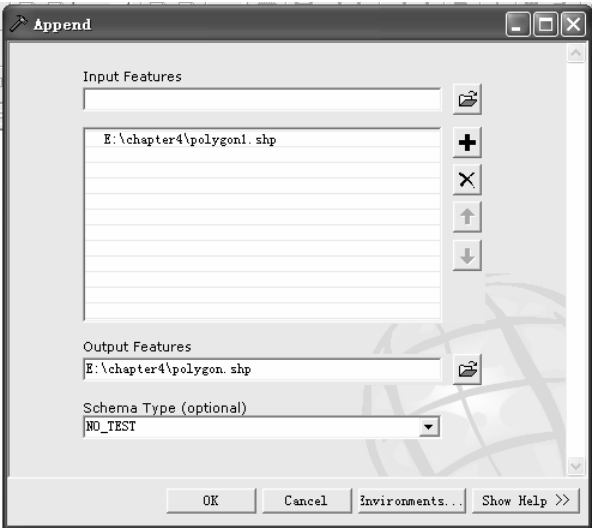 Append
Input Features
E:\chapter4\polygon1.shp
Output Features
E:\chapter4\polygon.shp
Schema Type (optional)
NO_TEST
OK
Cancel
Environments...
Show Help >>